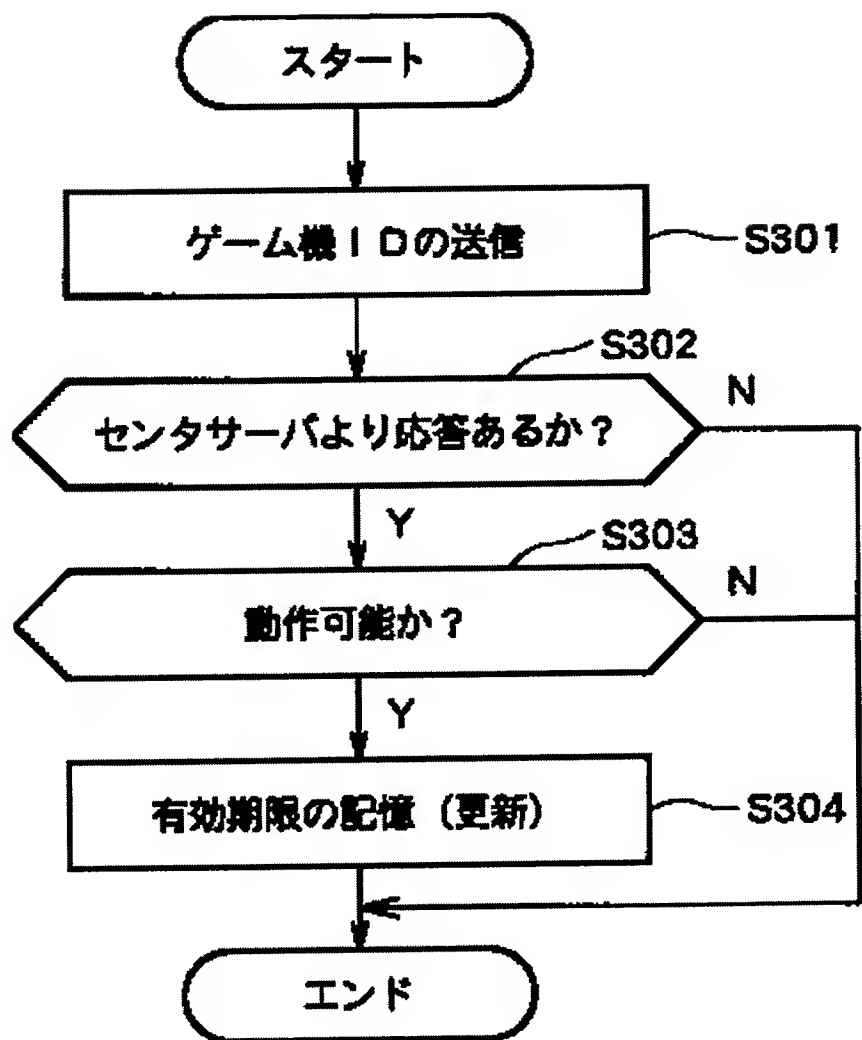 スタート
ゲーム機IDの送信
S301
S302
センタサーバより応答あるか？
N
Y
S303
動作可能か？
N
Y
有効期限の記憶（更新）
S304
エンド